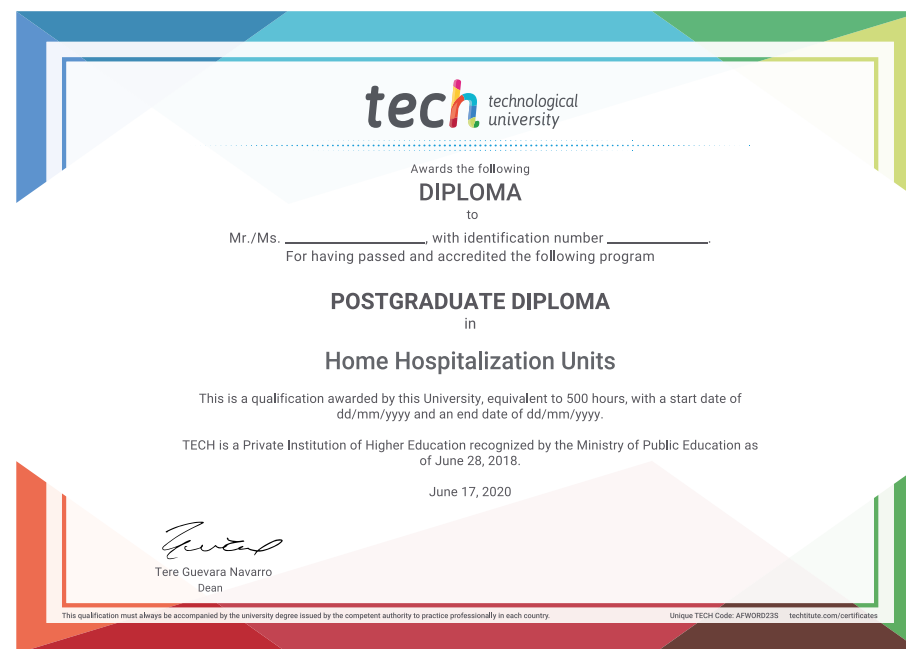 tech technological
university
Awards the following
DIPLOMA
to
Mr./Ms. ____________________, with identification number ______________.
For having passed and accredited the following program
POSTGRADUATE DIPLOMA
in
Home Hospitalization Units
This is a qualification awarded by this University, equivalent to 500 hours, with a start date of
dd/mm/yyyy and an end date of dd/mm/yyyy.
TECH is a Private Institution of Higher Education recognized by the Ministry of Public Education as
of June 28, 2018.
June 17, 2020
Tere Guevara Navarro
Dean
This qualification must always be accompanied by the university degree issued by the competent authority to practice professionally in each country. Unique TECH Code: AFWORD23S techtitute.com/certificates